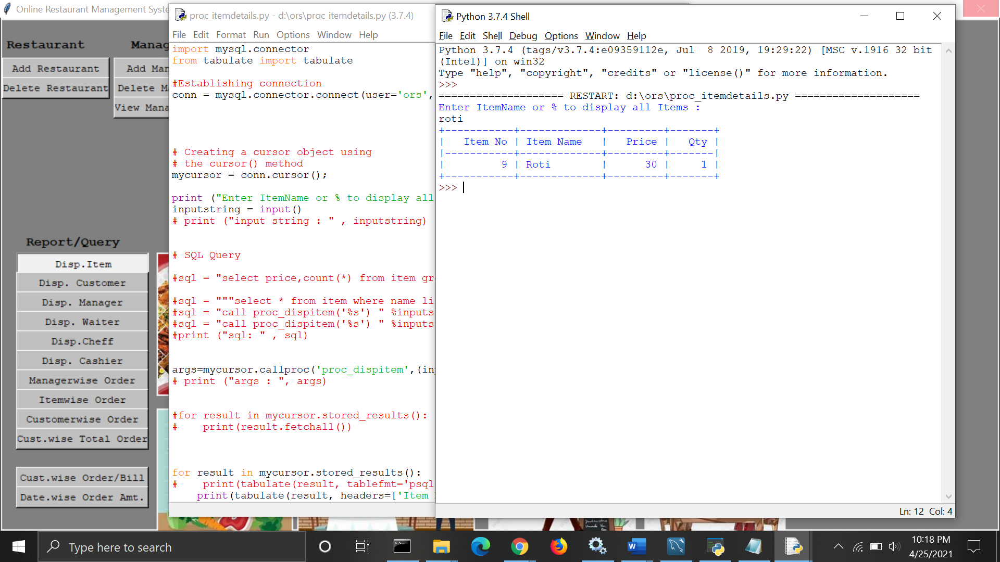 Online Restaurant Management Syste
Restaurant
Manag
Add Restaurant
Delete Restaurant
Add Man
Delete M
View Mana
Report/Query
Disp.Item
Disp. Customer
Disp. Manager
Disp. Waiter
Disp.Cheff
Disp. Cashier
Managerwise Order
Itemwise Order
Customerwise Order
Cust.wise Total Order
Cust.wise Order/Bill
Date.wise Order Amt.
proc_itemdetails.py - d:\ors\proc_itemdetails.py (3.7.4)
File Edit Format Run Options Window Help
import mysql.connector
from tabulate import tabulate
#Establishing connection
conn = mysql.connector.connect(user='ors',
# Creating a cursor object using
# the cursor() method
mycursor = conn.cursor();
print ("Enter ItemName or % to display all
inputstring = input()
# print ("input string : " , inputstring)
# SQL Query
#sql = "select price,count(*) from item gr
#sql = """select * from item where name li
#sql = "call proc_dispitem('%s') " %inputs
#sql = "call proc_dispitem('%s') " %inputs
#print ("sql: " , sql)
args=mycursor.callproc('proc_dispitem',(in
# print ("args : ", args)
#for result in mycursor.stored_results():
#    print(result.fetchall())
for result in mycursor.stored_results():
#    print(tabulate(result, tablefmt='psql
    print(tabulate(result, headers=['Item
Python 3.7.4 Shell
File Edit Shell Debug Options Window Help
Python 3.7.4 (tags/v3.7.4:e09359112e, Jul  8 2019, 19:29:22) [MSC v.1916 32 bit
(Intel)] on win32
Type "help", "copyright", "credits" or "license()" for more information.
>>>
==================== RESTART: d:\ors\proc_itemdetails.py ====================
Enter ItemName or % to display all Items :
roti
+-----------+-------------+---------+-------+
|   Item No | Item Name   |   Price |   Qty |
|-----------+-------------+---------+-------|
|         9 | Roti        |      30 |     1 |
+-----------+-------------+---------+-------+
>>>
Ln: 12 Col: 4
Type here to search
10:18 PM
4/25/2021